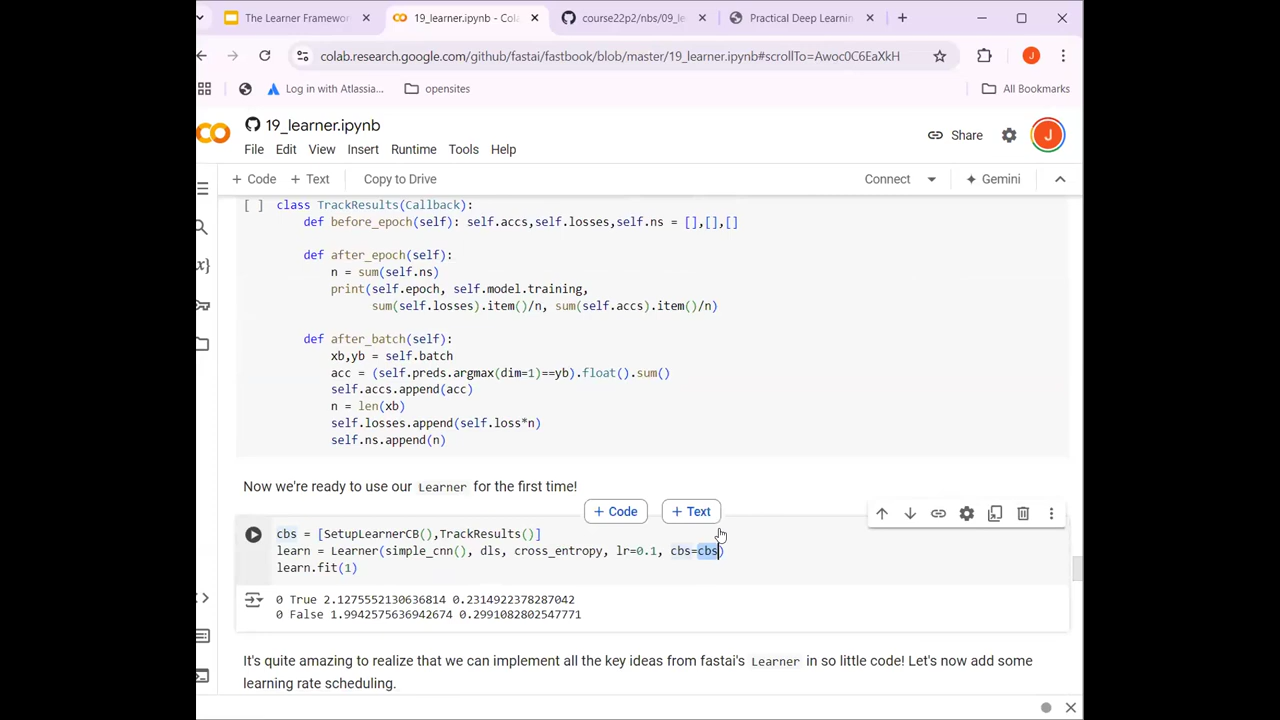 The Learner Framewor
19_learner.ipynb - Cola
course22p2/nbs/09_le
Practical Deep Learnin
colab.research.google.com/github/fastai/fastbook/blob/master/19_learner.ipynb#scrollTo=Awoc0C6EaXkH
J
Log in with Atlassia...
opensites
All Bookmarks
19_learner.ipynb
Share
J
File Edit View Insert Runtime Tools Help
+ Code + Text Copy to Drive
Connect
Gemini
[ ] class TrackResults(Callback):
def before_epoch(self): self.accs,self.losses,self.ns = [],[],[]
def after_epoch(self):
n = sum(self.ns)
print(self.epoch, self.model.training,
sum(self.losses).item()/n, sum(self.accs).item()/n)
def after_batch(self):
xb,yb = self.batch
acc = (self.preds.argmax(dim=1)==yb).float().sum()
self.accs.append(acc)
n = len(xb)
self.losses.append(self.loss*n)
self.ns.append(n)
Now we're ready to use our Learner for the first time!
+ Code + Text
cbs = [SetupLearnerCB(),TrackResults()]
learn = Learner(simple_cnn(), dls, cross_entropy, lr=0.1, cbs=cbs)
learn.fit(1)
0 True 2.1275552130636814 0.2314922378287042
0 False 1.9942575636942674 0.2991082802547771
It's quite amazing to realize that we can implement all the key ideas from fastai's Learner in so little code! Let's now add some
learning rate scheduling.